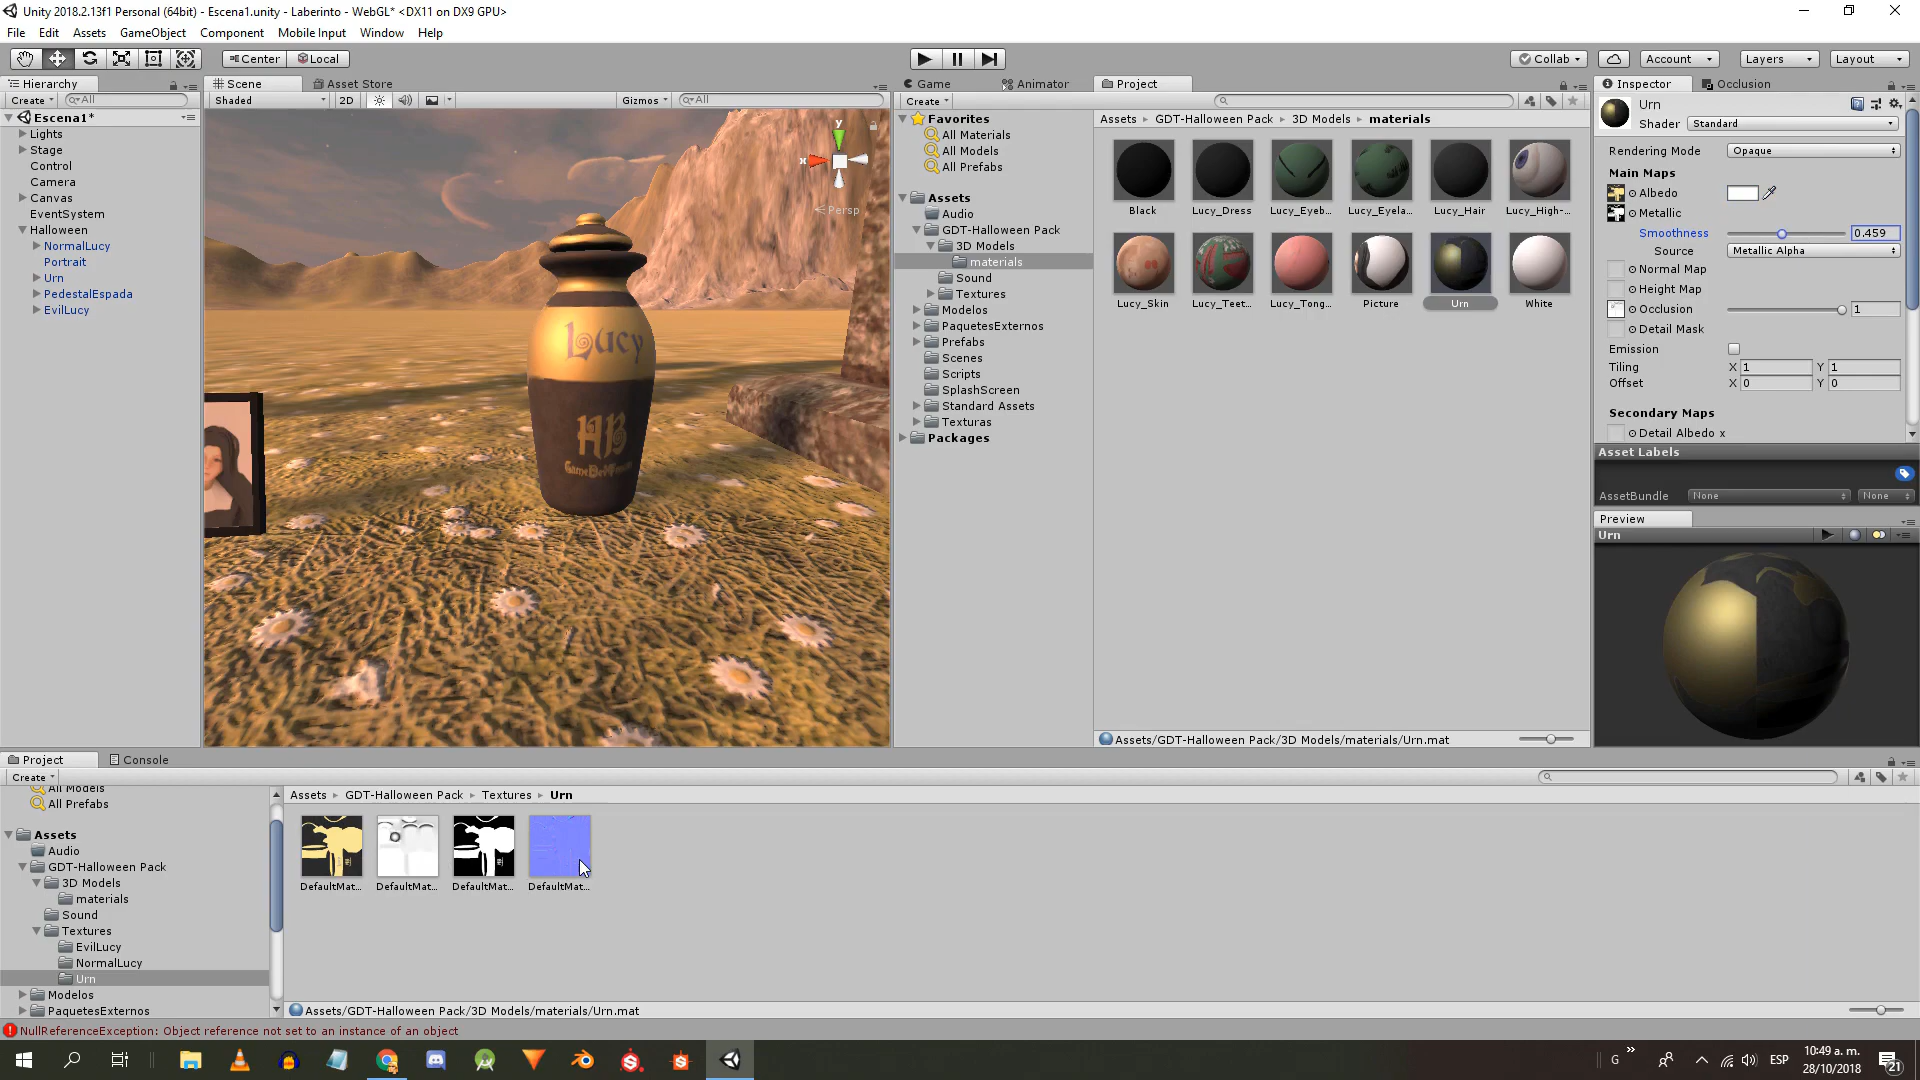 Unity 2018.2.13f1 Personal (64bit) - Escena1.unity - Laberinto - WebGL* <DX11 on DX9 GPU>
File Edit Assets GameObject Component Mobile Input Window Help
Center Local
Collab Account Layers Layout
Hierarchy
Create All
Escena1*
Lights
Stage
Control
Camera
Canvas
EventSystem
Halloween
NormalLucy
Portrait
Urn
PedestalEspada
EvilLucy
Scene Asset Store
Shaded 2D Gizmos All
y
x
Persp
Lucy
AB
Game Animator Project
Create
Favorites
All Materials
All Models
All Prefabs
Assets
Audio
GDT-Halloween Pack
3D Models
materials
Sound
Textures
Modelos
PaquetesExternos
Prefabs
Scenes
Scripts
SplashScreen
Standard Assets
Texturas
Packages
Assets GDT-Halloween Pack 3D Models materials
Black Lucy_Dress Lucy_Eyeb... Lucy_Eyela... Lucy_Hair Lucy_High-...
Lucy_Skin Lucy_Teet... Lucy_Tong... Picture Urn White
Assets/GDT-Halloween Pack/3D Models/materials/Urn.mat
Inspector Occlusion
Urn
Shader Standard
Rendering Mode Opaque
Main Maps
Albedo
Metallic
Smoothness 0.459
Source Metallic Alpha
Normal Map
Height Map
Occlusion 1
Detail Mask
Emission
Tiling X 1 Y 1
Offset X 0 Y 0
Secondary Maps
Detail Albedo x
Asset Labels
AssetBundle None None
Preview
Urn
Project Console
Create
All Models
All Prefabs
Assets
Audio
GDT-Halloween Pack
3D Models
materials
Sound
Textures
EvilLucy
NormalLucy
Urn
Modelos
PaquetesExternos
Assets GDT-Halloween Pack Textures Urn
DefaultMat... DefaultMat... DefaultMat... DefaultMat...
Assets/GDT-Halloween Pack/3D Models/materials/Urn.mat
NullReferenceException: Object reference not set to an instance of an object
G » ESP 10:49 a. m.
28/10/2018 21